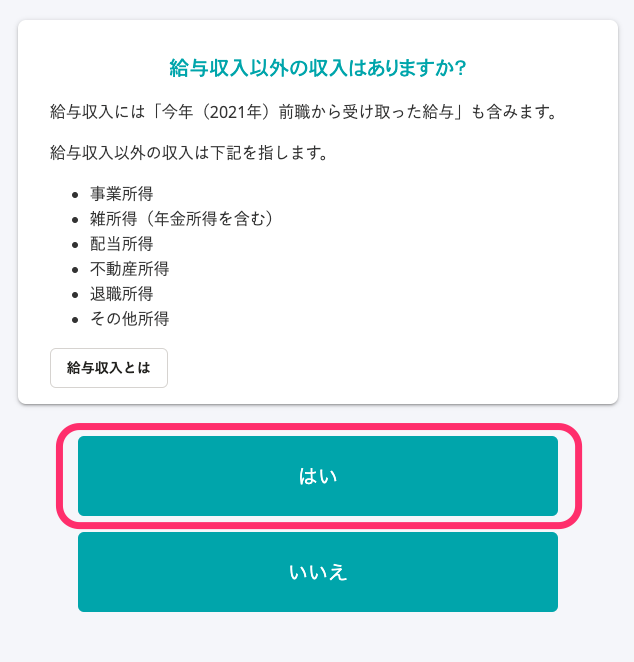 給与収入以外の収入はありますか?
給与収入には「今年（2021年）前職から受け取った給与」も含みます。
給与収入以外の収入は下記を指します。
事業所得
雑所得（年金所得を含む）
配当所得
不動産所得
退職所得
その他所得
給与収入とは
はい
いいえ